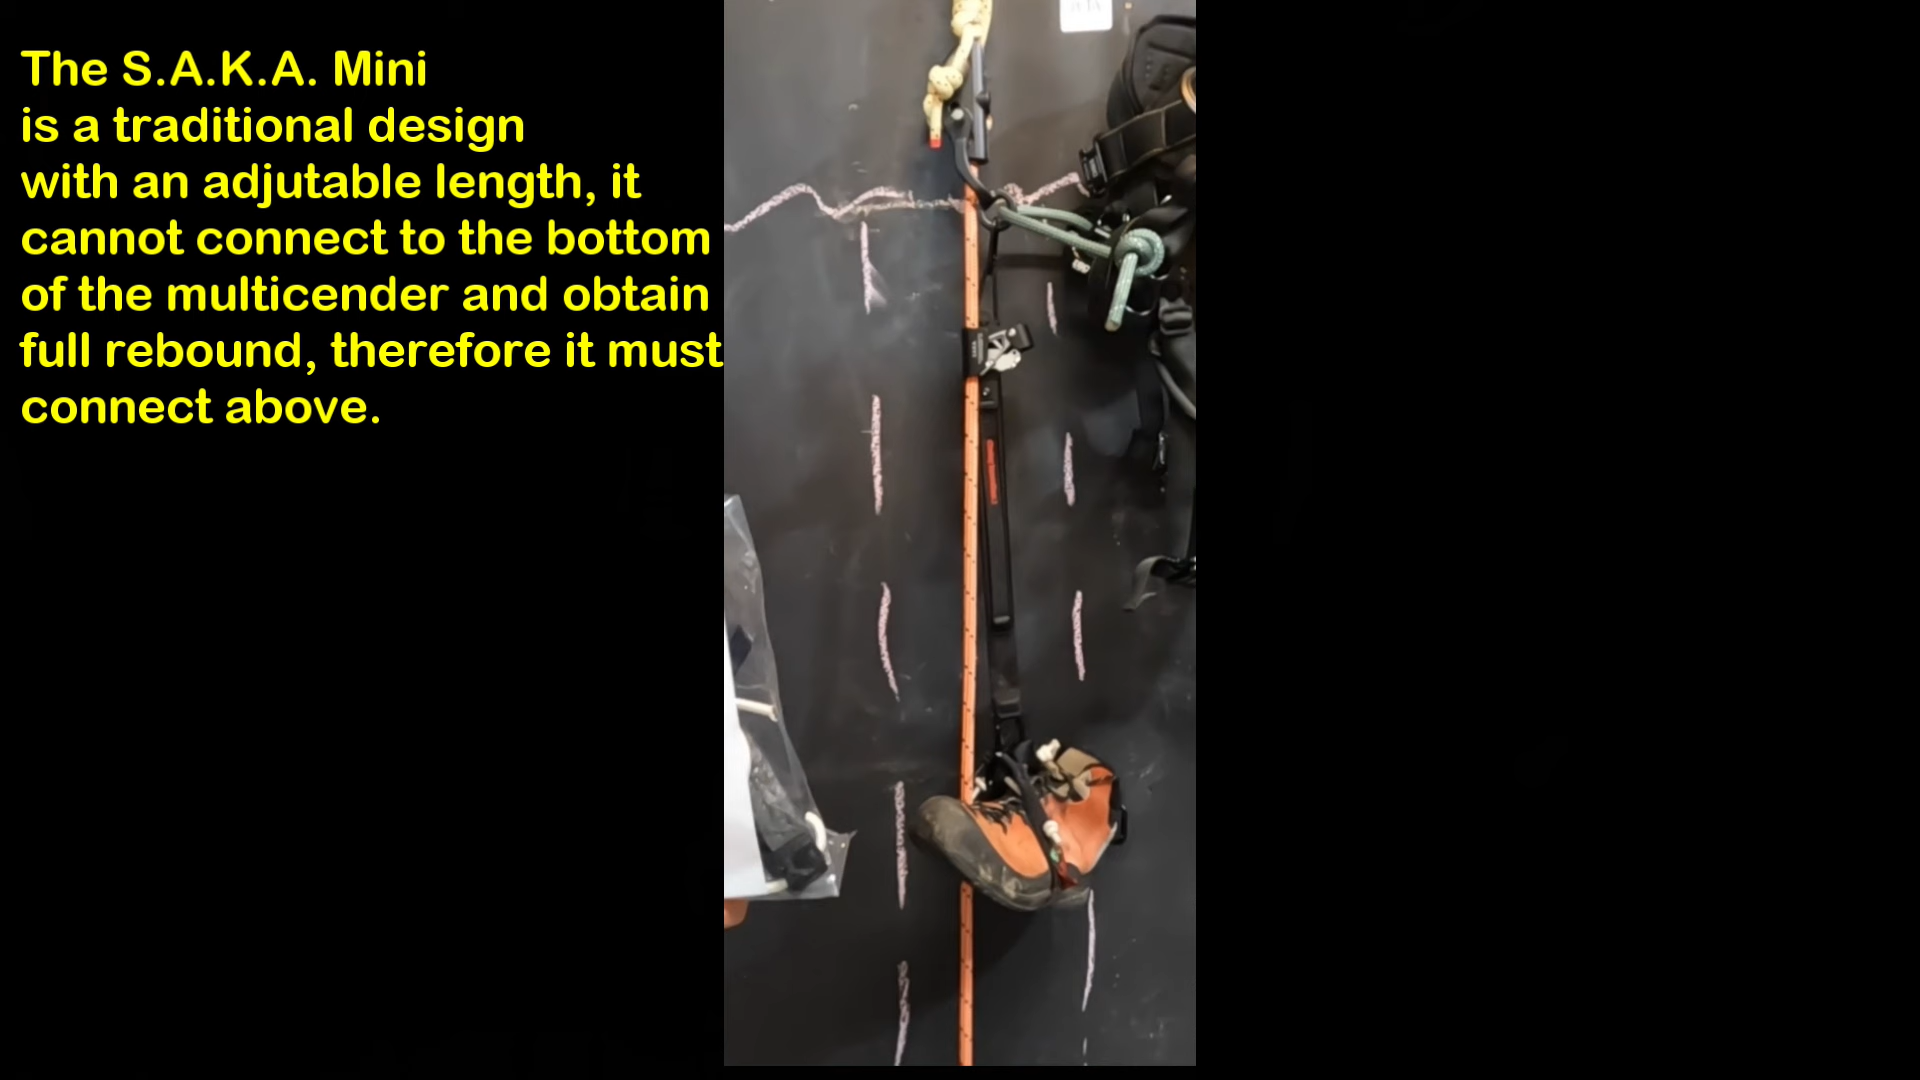 The S.A.K.A. Mini
is a traditional design
with an adjutable length, it
cannot connect to the bottom
of the multicender and obtain
full rebound, therefore it must
connect above.